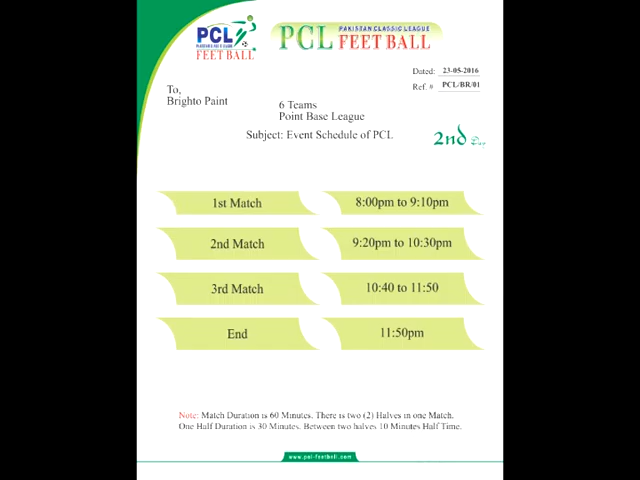 PCL
FEET BALL
PCL PAKISTAN CLASSIC LEAGUE
FEET BALL
Dated: 23-05-2016
Ref. # PCL/BR/01
To,
Brighto Paint
6 Teams
Point Base League
Subject: Event Schedule of PCL
2nd Day
1st Match 8:00pm to 9:10pm
2nd Match 9:20pm to 10:30pm
3rd Match 10:40 to 11:50
End 11:50pm
Note: Match Duration is 60 Minutes. There is two (2) Halves in one Match.
One Half Duration is 30 Minutes. Between two halves 10 Minutes Half Time.
www.pcl-feetball.com